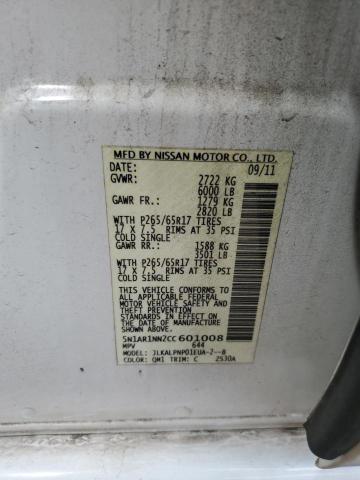 MFD BY NISSAN MOTOR CO., LTD.
DATE: 09/11
GVWR: 2722 KG
6000 LB
GAWR FR: 1279 KG
2820 LB
WITH P265/65R17 TIRES
17 X 7.5 RIMS AT 35 PSI
COLD SINGLE
GAWR RR: 1588 KG
3501 LB
WITH P265/65R17 TIRES
17 X 7.5 RIMS AT 35 PSI
COLD SINGLE
THIS VEHICLE CONFORMS TO ALL
APPLICABLE FEDERAL MOTOR
VEHICLE SAFETY AND
THEFT PREVENTION
STANDARDS IN EFFECT ON THE
DATE OF MANUFACTURE
SHOWN ABOVE.
5N1AR1NN2CC601008
MPV 644
MODEL: JLKALPNP01EUA-2--8
COLOR: QM1 TRIM: C 2530A